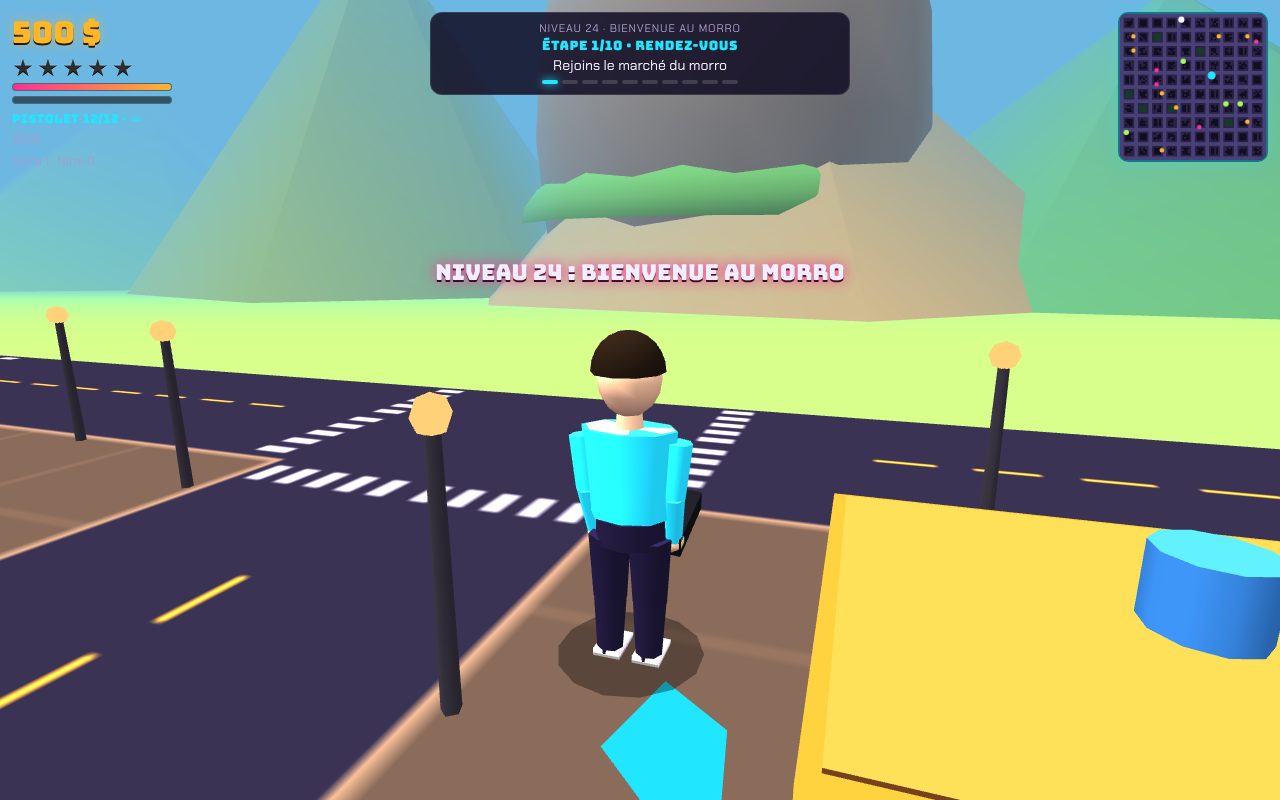 500 $
★★★★★
PISTOLET 12/12 · ∞
NIVEAU 24 · BIENVENUE AU MORRO
ÉTAPE 1/10 • RENDEZ-VOUS
Rejoins le marché du morro
NIVEAU 24 : BIENVENUE AU MORRO